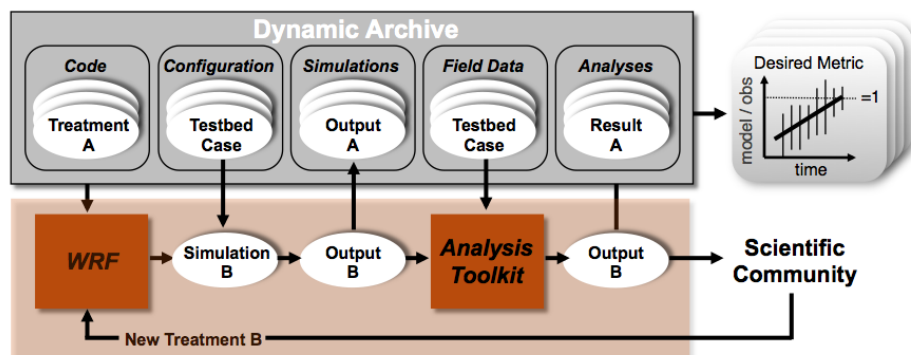 Dynamic Archive
Code
Configuration
Simulations
Field Data
Analyses
Treatment
A
Testbed
Case
Output
A
Testbed
Case
Result
A
Desired Metric
=1
model / obs
time
WRF
Simulation
B
Output
B
Analysis
Toolkit
Output
B
Scientific
Community
New Treatment B